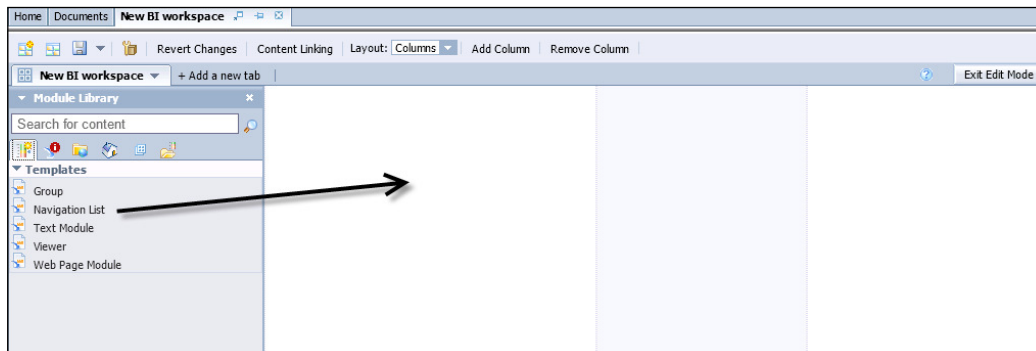 Home Documents New BI workspace
Revert Changes Content Linking Layout: Columns Add Column Remove Column
New BI workspace + Add a new tab ? Exit Edit Mode
Module Library ×
Search for content
Templates
Group
Navigation List
Text Module
Viewer
Web Page Module